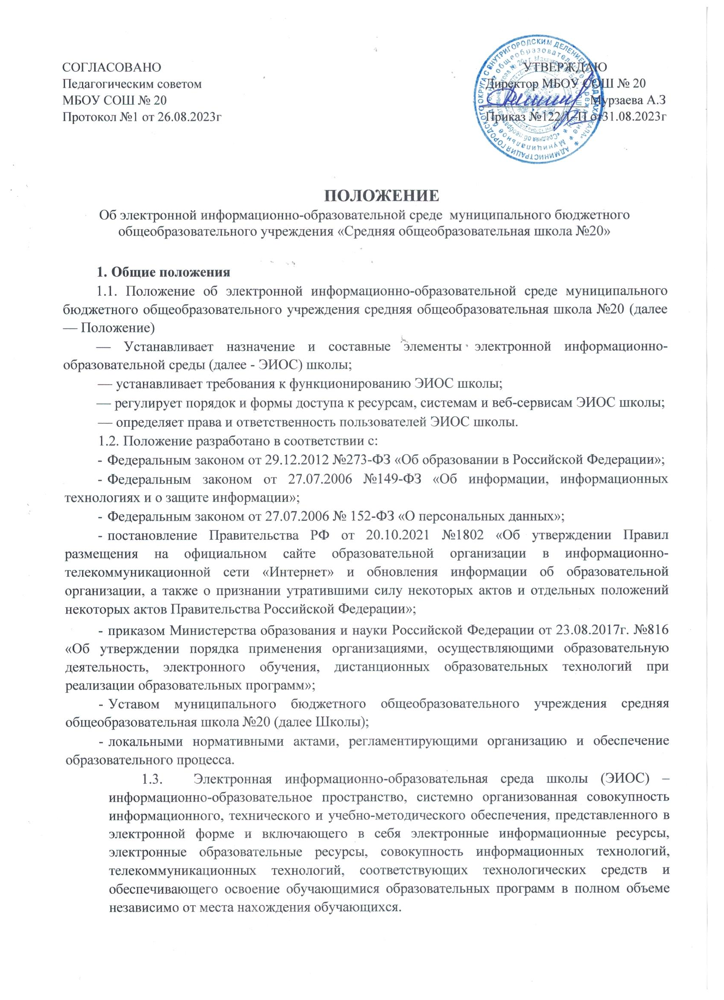 СОГЛАСОВАНО
Педагогическим советом
МБОУ СОШ № 20
Протокол №1 от 26.08.2023г
УТВЕРЖДАЮ
Директор МБОУ СОШ № 20
Мурзаева А.З
Приказ №122/1-П от31.08.2023г
ПОЛОЖЕНИЕ
Об электронной информационно-образовательной среде муниципального бюджетного
общеобразовательного учреждения «Средняя общеобразовательная школа №20»
1. Общие положения
1.1. Положение об электронной информационно-образовательной среде муниципального
бюджетного общеобразовательного учреждения средняя общеобразовательная школа №20 (далее
— Положение)
— Устанавливает назначение и составные элементы электронной информационно-
образовательной среды (далее - ЭИОС) школы;
— устанавливает требования к функционированию ЭИОС школы;
— регулирует порядок и формы доступа к ресурсам, системам и веб-сервисам ЭИОС школы;
— определяет права и ответственность пользователей ЭИОС школы.
1.2. Положение разработано в соответствии с:
- Федеральным законом от 29.12.2012 №273-ФЗ «Об образовании в Российской Федерации»;
- Федеральным законом от 27.07.2006 №149-ФЗ «Об информации, информационных
технологиях и о защите информации»;
- Федеральным законом от 27.07.2006 № 152-ФЗ «О персональных данных»;
- постановление Правительства РФ от 20.10.2021 №1802 «Об утверждении Правил
размещения на официальном сайте образовательной организации в информационно-
телекоммуникационной сети «Интернет» и обновления информации об образовательной
организации, а также о признании утратившими силу некоторых актов и отдельных положений
некоторых актов Правительства Российской Федерации»;
- приказом Министерства образования и науки Российской Федерации от 23.08.2017г. №816
«Об утверждении порядка применения организациями, осуществляющими образовательную
деятельность, электронного обучения, дистанционных образовательных технологий при
реализации образовательных программ»;
- Уставом муниципального бюджетного общеобразовательного учреждения средняя
общеобразовательная школа №20 (далее Школы);
- локальными нормативными актами, регламентирующими организацию и обеспечение
образовательного процесса.
1.3. Электронная информационно-образовательная среда школы (ЭИОС) –
информационно-образовательное пространство, системно организованная совокупность
информационного, технического и учебно-методического обеспечения, представленного в
электронной форме и включающего в себя электронные информационные ресурсы,
электронные образовательные ресурсы, совокупность информационных технологий,
телекоммуникационных технологий, соответствующих технологических средств и
обеспечивающего освоение обучающимися образовательных программ в полном объеме
независимо от места нахождения обучающихся.
АДМИНИСТРАЦИЯ ГОРОДСКОГО ОКРУГА С ВНУТРИГОРОДСКИМ ДЕЛЕНИЕМ «ГОРОД МАХАЧКАЛА»